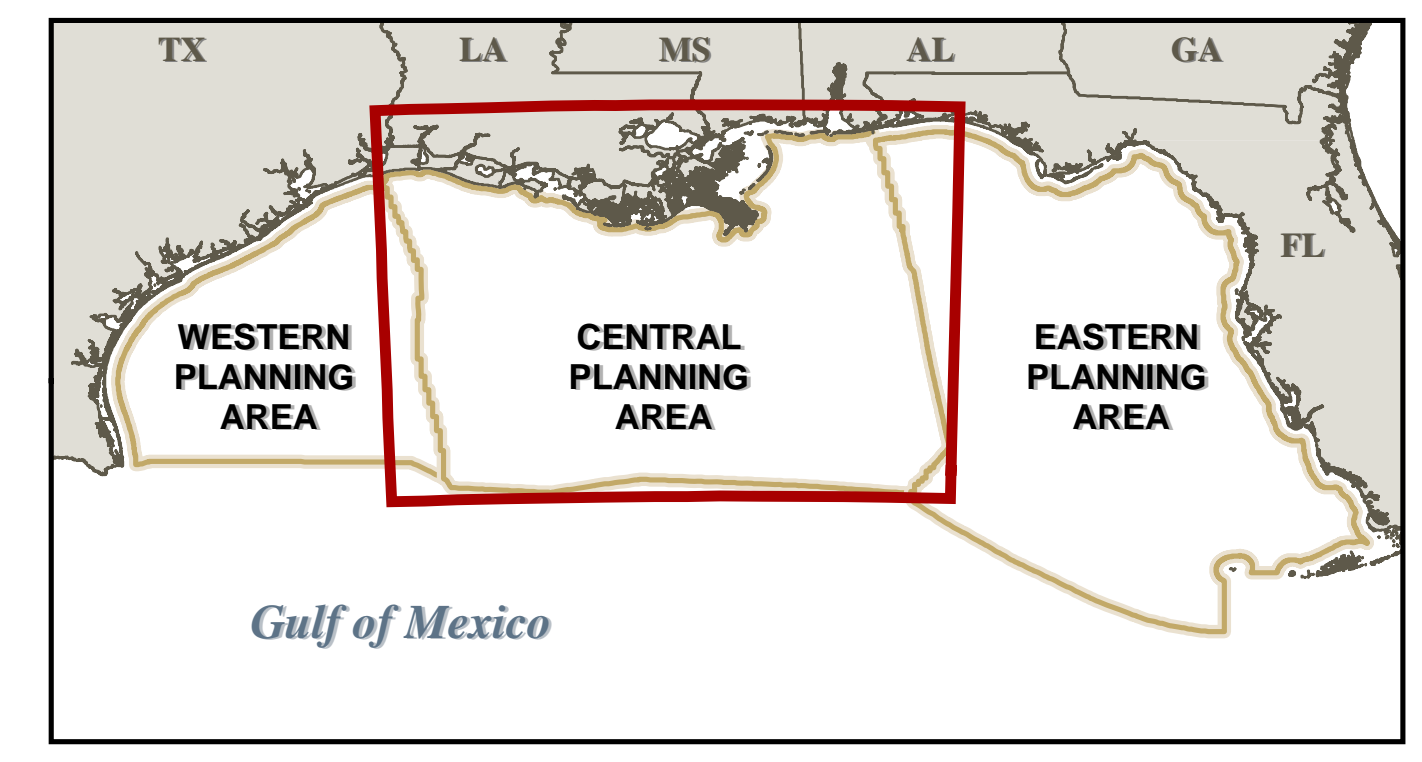 TX
LA
MS
AL
GA
FL
WESTERN
PLANNING
AREA
CENTRAL
PLANNING
AREA
EASTERN
PLANNING
AREA
Gulf of Mexico